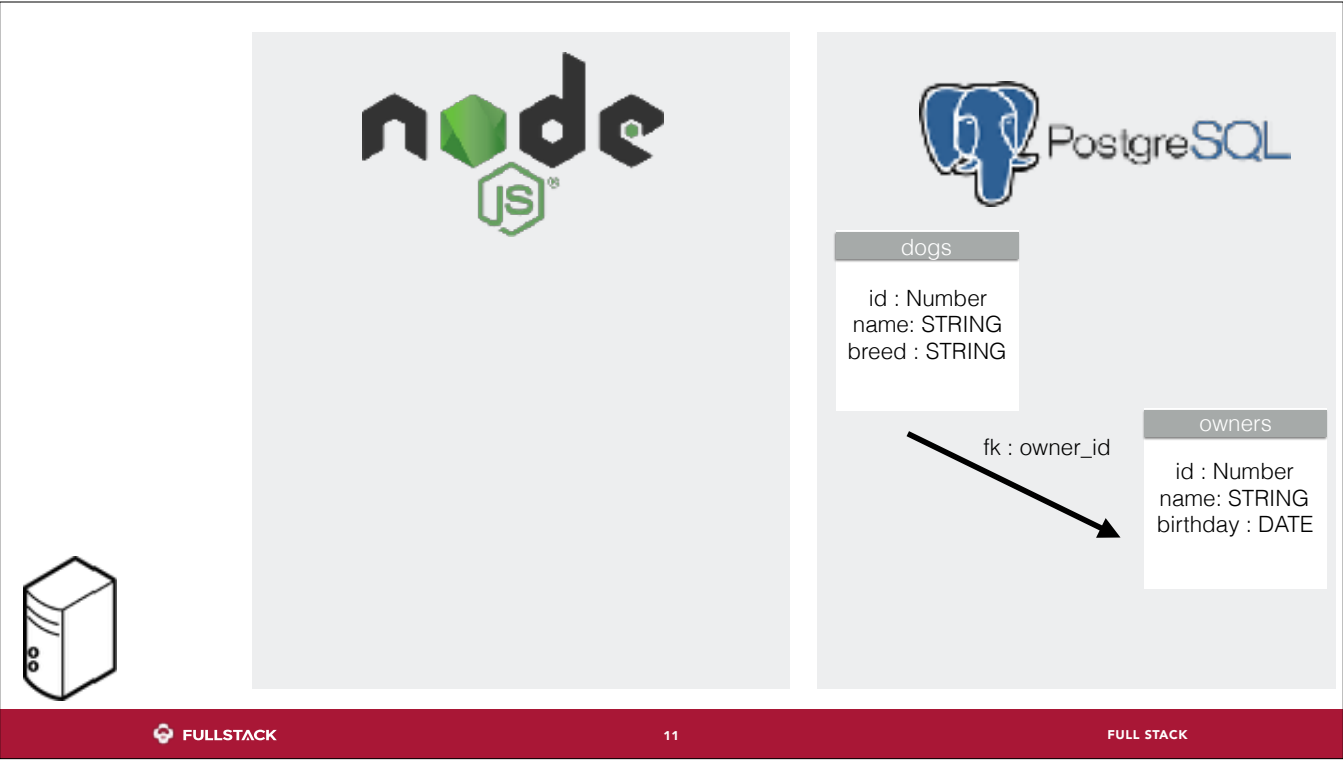 node
JS®
PostgreSQL
dogs
id : Number
name: STRING
breed : STRING
fk : owner_id
owners
id : Number
name: STRING
birthday : DATE
FULLSTACK
11
FULL STACK